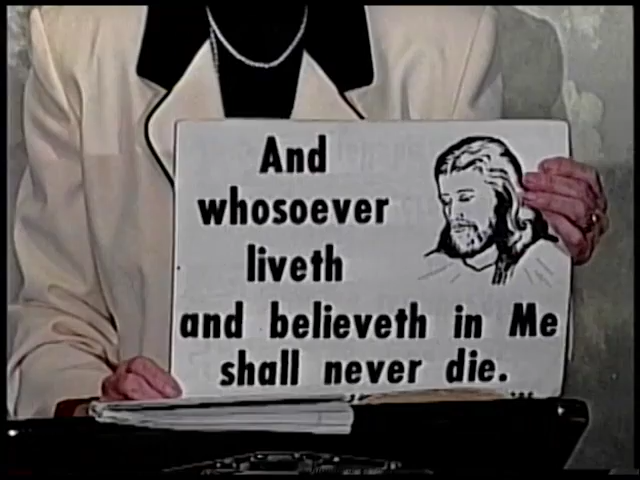 And
whosoever
liveth
and believeth in Me
shall never die.